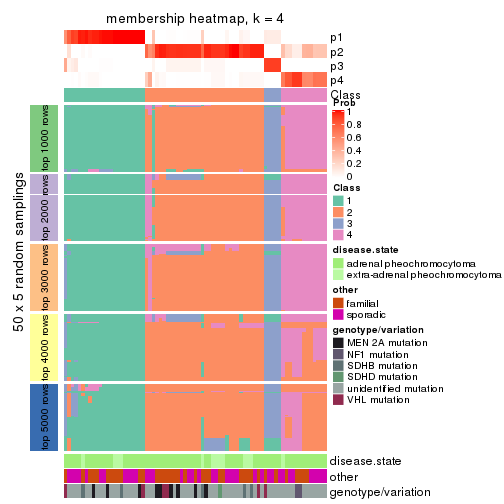 membership heatmap, k = 4
p1
p2
p3
p4
Class
Prob
1
0.8
0.6
0.4
0.2
0
Class
1
2
3
4
disease.state
adrenal pheochromocytoma
extra-adrenal pheochromocytoma
other
familial
sporadic
genotype/variation
MEN 2A mutation
NF1 mutation
SDHB mutation
SDHD mutation
unidentified mutation
VHL mutation
50 x 5 random samplings
top 1000 rows
top 2000 rows
top 3000 rows
top 4000 rows
top 5000 rows
disease.state
other
genotype/variation